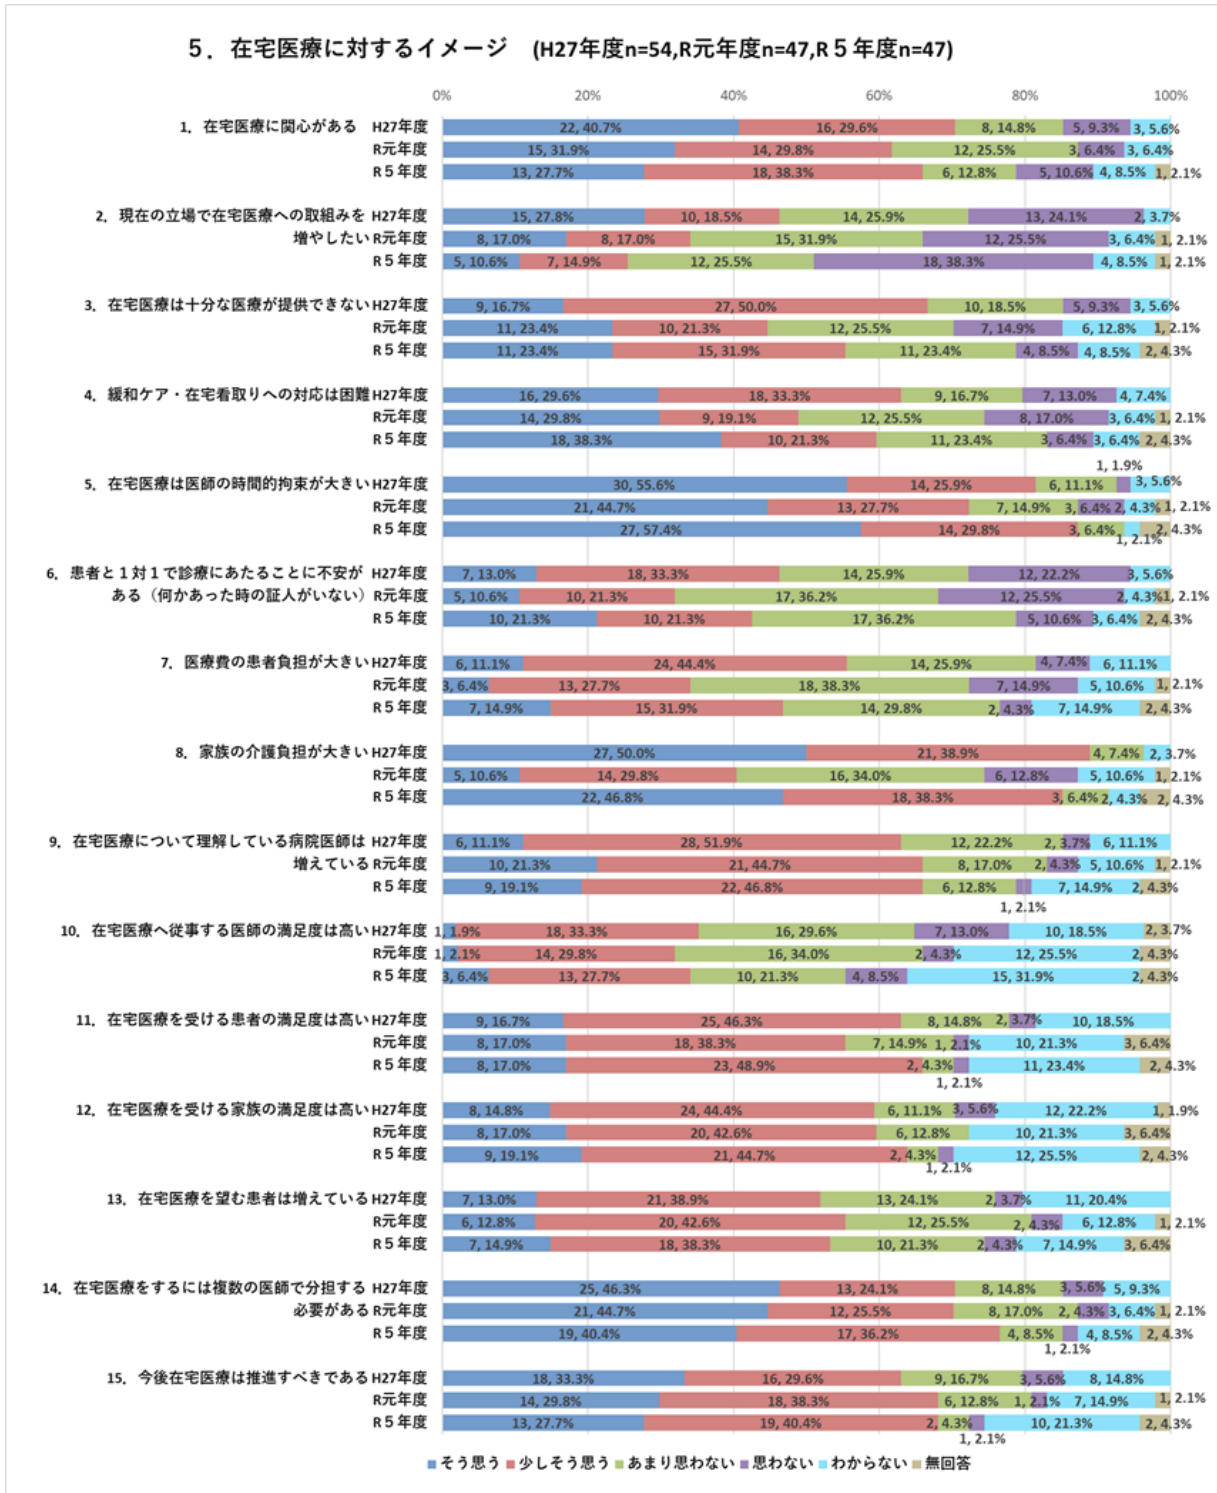 ５．在宅医療に対するイメージ　(H27年度n=54,R元年度n=47,R５年度n=47)
0% 20% 40% 60% 80% 100%
1．在宅医療に関心がある H27年度 22, 40.7% 16, 29.6% 8, 14.8% 5, 9.3% 3, 5.6%
R元年度 15, 31.9% 14, 29.8% 12, 25.5% 3, 6.4% 3, 6.4%
R５年度 13, 27.7% 18, 38.3% 6, 12.8% 5, 10.6% 4, 8.5% 1, 2.1%
2．現在の立場で在宅医療への取組みを H27年度 15, 27.8% 10, 18.5% 14, 25.9% 13, 24.1% 2, 3.7%
増やしたい R元年度 8, 17.0% 8, 17.0% 15, 31.9% 12, 25.5% 3, 6.4% 1, 2.1%
R５年度 5, 10.6% 7, 14.9% 12, 25.5% 18, 38.3% 4, 8.5% 1, 2.1%
3．在宅医療は十分な医療が提供できない H27年度 9, 16.7% 27, 50.0% 10, 18.5% 5, 9.3% 3, 5.6%
R元年度 11, 23.4% 10, 21.3% 12, 25.5% 7, 14.9% 6, 12.8% 1, 2.1%
R５年度 11, 23.4% 15, 31.9% 11, 23.4% 4, 8.5% 4, 8.5% 2, 4.3%
4．緩和ケア・在宅看取りへの対応は困難 H27年度 16, 29.6% 18, 33.3% 9, 16.7% 7, 13.0% 4, 7.4%
R元年度 14, 29.8% 9, 19.1% 12, 25.5% 8, 17.0% 3, 6.4% 1, 2.1%
R５年度 18, 38.3% 10, 21.3% 11, 23.4% 3, 6.4% 3, 6.4% 2, 4.3%
1, 1.9%
5．在宅医療は医師の時間的拘束が大きい H27年度 30, 55.6% 14, 25.9% 6, 11.1% 3, 5.6%
R元年度 21, 44.7% 13, 27.7% 7, 14.9% 3, 6.4% 2, 4.3% 1, 2.1%
R５年度 27, 57.4% 14, 29.8% 3, 6.4% 2, 4.3%
1, 2.1%
6．患者と１対１で診療にあたることに不安が H27年度 7, 13.0% 18, 33.3% 14, 25.9% 12, 22.2% 3, 5.6%
ある（何かあった時の証人がいない） R元年度 5, 10.6% 10, 21.3% 17, 36.2% 12, 25.5% 2, 4.3% 1, 2.1%
R５年度 10, 21.3% 10, 21.3% 17, 36.2% 5, 10.6% 3, 6.4% 2, 4.3%
7．医療費の患者負担が大きい H27年度 6, 11.1% 24, 44.4% 14, 25.9% 4, 7.4% 6, 11.1%
R元年度 3, 6.4% 13, 27.7% 18, 38.3% 7, 14.9% 5, 10.6% 1, 2.1%
R５年度 7, 14.9% 15, 31.9% 14, 29.8% 2, 4.3% 7, 14.9% 2, 4.3%
8．家族の介護負担が大きい H27年度 27, 50.0% 21, 38.9% 4, 7.4% 2, 3.7%
R元年度 5, 10.6% 14, 29.8% 16, 34.0% 6, 12.8% 5, 10.6% 1, 2.1%
R５年度 22, 46.8% 18, 38.3% 3, 6.4% 2, 4.3% 2, 4.3%
9．在宅医療について理解している病院医師は H27年度 6, 11.1% 28, 51.9% 12, 22.2% 2, 3.7% 6, 11.1%
増えている R元年度 10, 21.3% 21, 44.7% 8, 17.0% 2, 4.3% 5, 10.6% 1, 2.1%
R５年度 9, 19.1% 22, 46.8% 6, 12.8% 7, 14.9% 2, 4.3%
1, 2.1%
10．在宅医療へ従事する医師の満足度は高い H27年度 1, 1.9% 18, 33.3% 16, 29.6% 7, 13.0% 10, 18.5% 2, 3.7%
R元年度 1, 2.1% 14, 29.8% 16, 34.0% 2, 4.3% 12, 25.5% 2, 4.3%
R５年度 3, 6.4% 13, 27.7% 10, 21.3% 4, 8.5% 15, 31.9% 2, 4.3%
11．在宅医療を受ける患者の満足度は高い H27年度 9, 16.7% 25, 46.3% 8, 14.8% 2, 3.7% 10, 18.5%
R元年度 8, 17.0% 18, 38.3% 7, 14.9% 1, 2.1% 10, 21.3% 3, 6.4%
R５年度 8, 17.0% 23, 48.9% 2, 4.3% 11, 23.4% 2, 4.3%
1, 2.1%
12．在宅医療を受ける家族の満足度は高い H27年度 8, 14.8% 24, 44.4% 6, 11.1% 3, 5.6% 12, 22.2% 1, 1.9%
R元年度 8, 17.0% 20, 42.6% 6, 12.8% 10, 21.3% 3, 6.4%
R５年度 9, 19.1% 21, 44.7% 2, 4.3% 12, 25.5% 2, 4.3%
1, 2.1%
13．在宅医療を望む患者は増えている H27年度 7, 13.0% 21, 38.9% 13, 24.1% 2, 3.7% 11, 20.4%
R元年度 6, 12.8% 20, 42.6% 12, 25.5% 2, 4.3% 6, 12.8% 1, 2.1%
R５年度 7, 14.9% 18, 38.3% 10, 21.3% 2, 4.3% 7, 14.9% 3, 6.4%
14．在宅医療をするには複数の医師で分担する H27年度 25, 46.3% 13, 24.1% 8, 14.8% 3, 5.6% 5, 9.3%
必要がある R元年度 21, 44.7% 12, 25.5% 8, 17.0% 2, 4.3% 3, 6.4% 1, 2.1%
R５年度 19, 40.4% 17, 36.2% 4, 8.5% 4, 8.5% 2, 4.3%
1, 2.1%
15．今後在宅医療は推進すべきである H27年度 18, 33.3% 16, 29.6% 9, 16.7% 3, 5.6% 8, 14.8%
R元年度 14, 29.8% 18, 38.3% 6, 12.8% 1, 2.1% 7, 14.9% 1, 2.1%
R５年度 13, 27.7% 19, 40.4% 2, 4.3% 10, 21.3% 2, 4.3%
1, 2.1%
そう思う 少しそう思う あまり思わない 思わない わからない 無回答